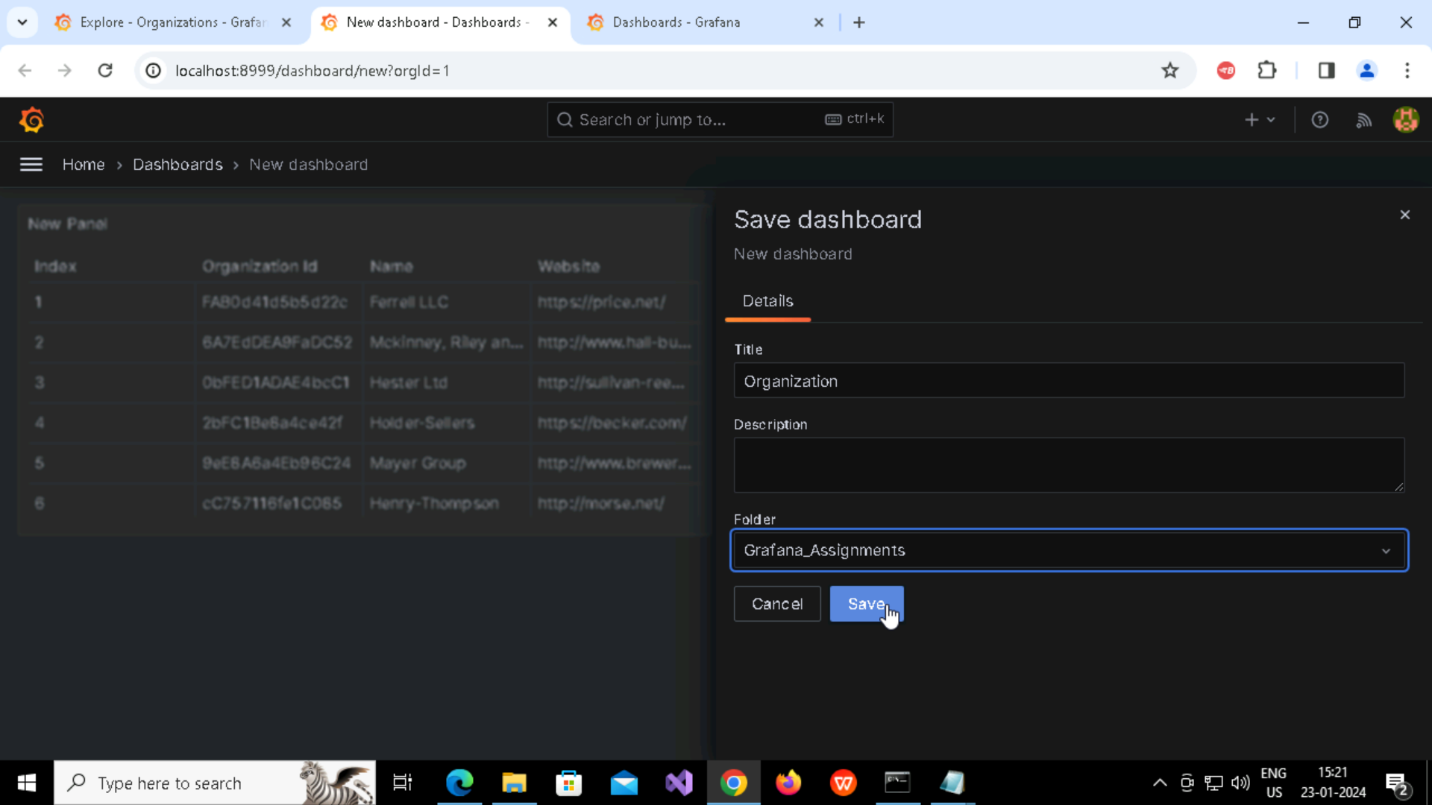 Explore - Organizations - Grafan
New dashboard - Dashboards -
Dashboards - Grafana
localhost:8999/dashboard/new?orgId=1
Search or jump to...
ctrl+k
Home › Dashboards › New dashboard
New Panel
Index Organization Id Name Website
1 FAB0d41d5b5d22c Ferrell LLC https://price.net/
2 6A7EdDEA9FaDC52 Mckinney, Riley an... http://www.hall-bu...
3 0bFED1ADAE4bcC1 Hester Ltd http://sullivan-ree...
4 2bFC1Be8a4ce42f Holder-Sellers https://becker.com/
5 9eE8A6a4Eb96C24 Mayer Group http://www.brewer...
6 cC757116fe1C085 Henry-Thompson http://morse.net/
Save dashboard
New dashboard
Details
Title
Organization
Description
Folder
Grafana_Assignments
Cancel
Save
Type here to search
ENG
US
15:21
23-01-2024
2